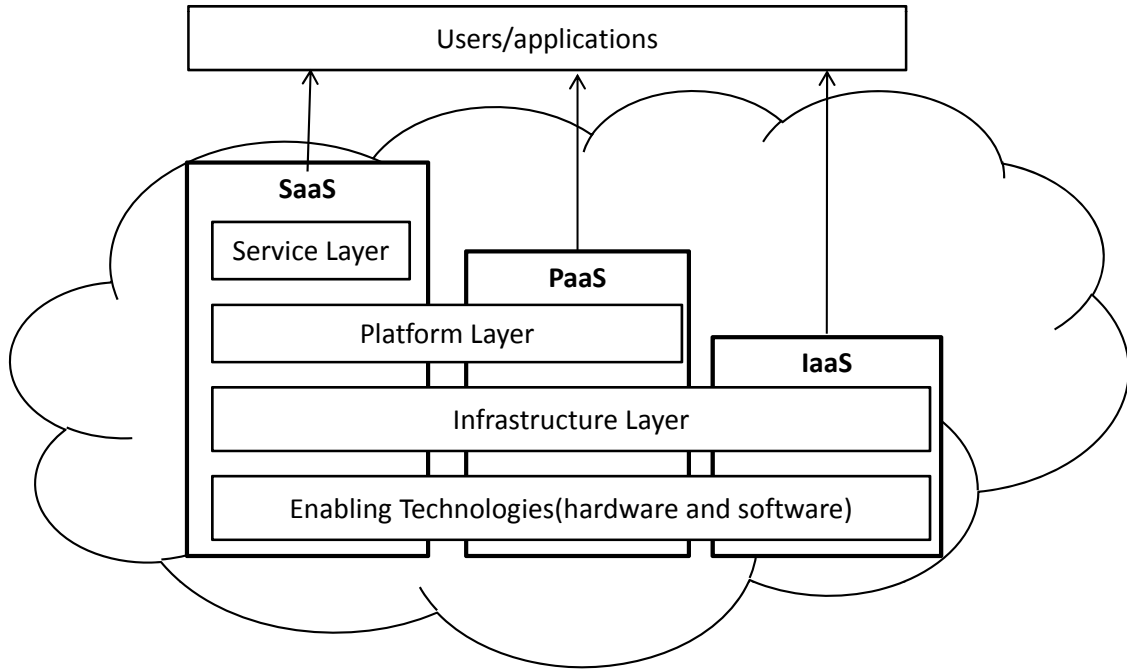 Users/applications
SaaS
Service Layer
PaaS
Platform Layer
IaaS
Infrastructure Layer
Enabling Technologies(hardware and software)